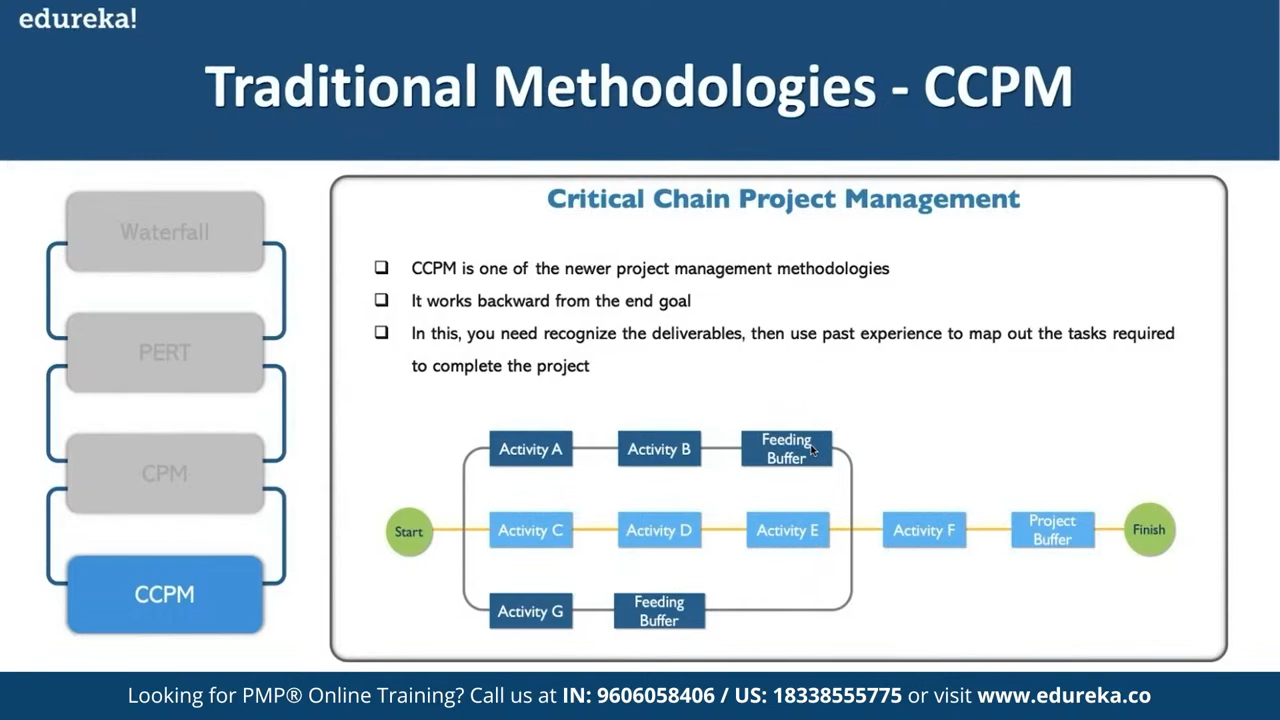 edureka!
Traditional Methodologies - CCPM
Waterfall
PERT
CPM
CCPM
Critical Chain Project Management
CCPM is one of the newer project management methodologies
It works backward from the end goal
In this, you need recognize the deliverables, then use past experience to map out the tasks required
to complete the project
Activity A
Activity B
Feeding
Buffer
Start
Activity C
Activity D
Activity E
Activity F
Project
Buffer
Finish
Activity G
Feeding
Buffer
Looking for PMP® Online Training? Call us at IN: 9606058406 / US: 18338555775 or visit www.edureka.co